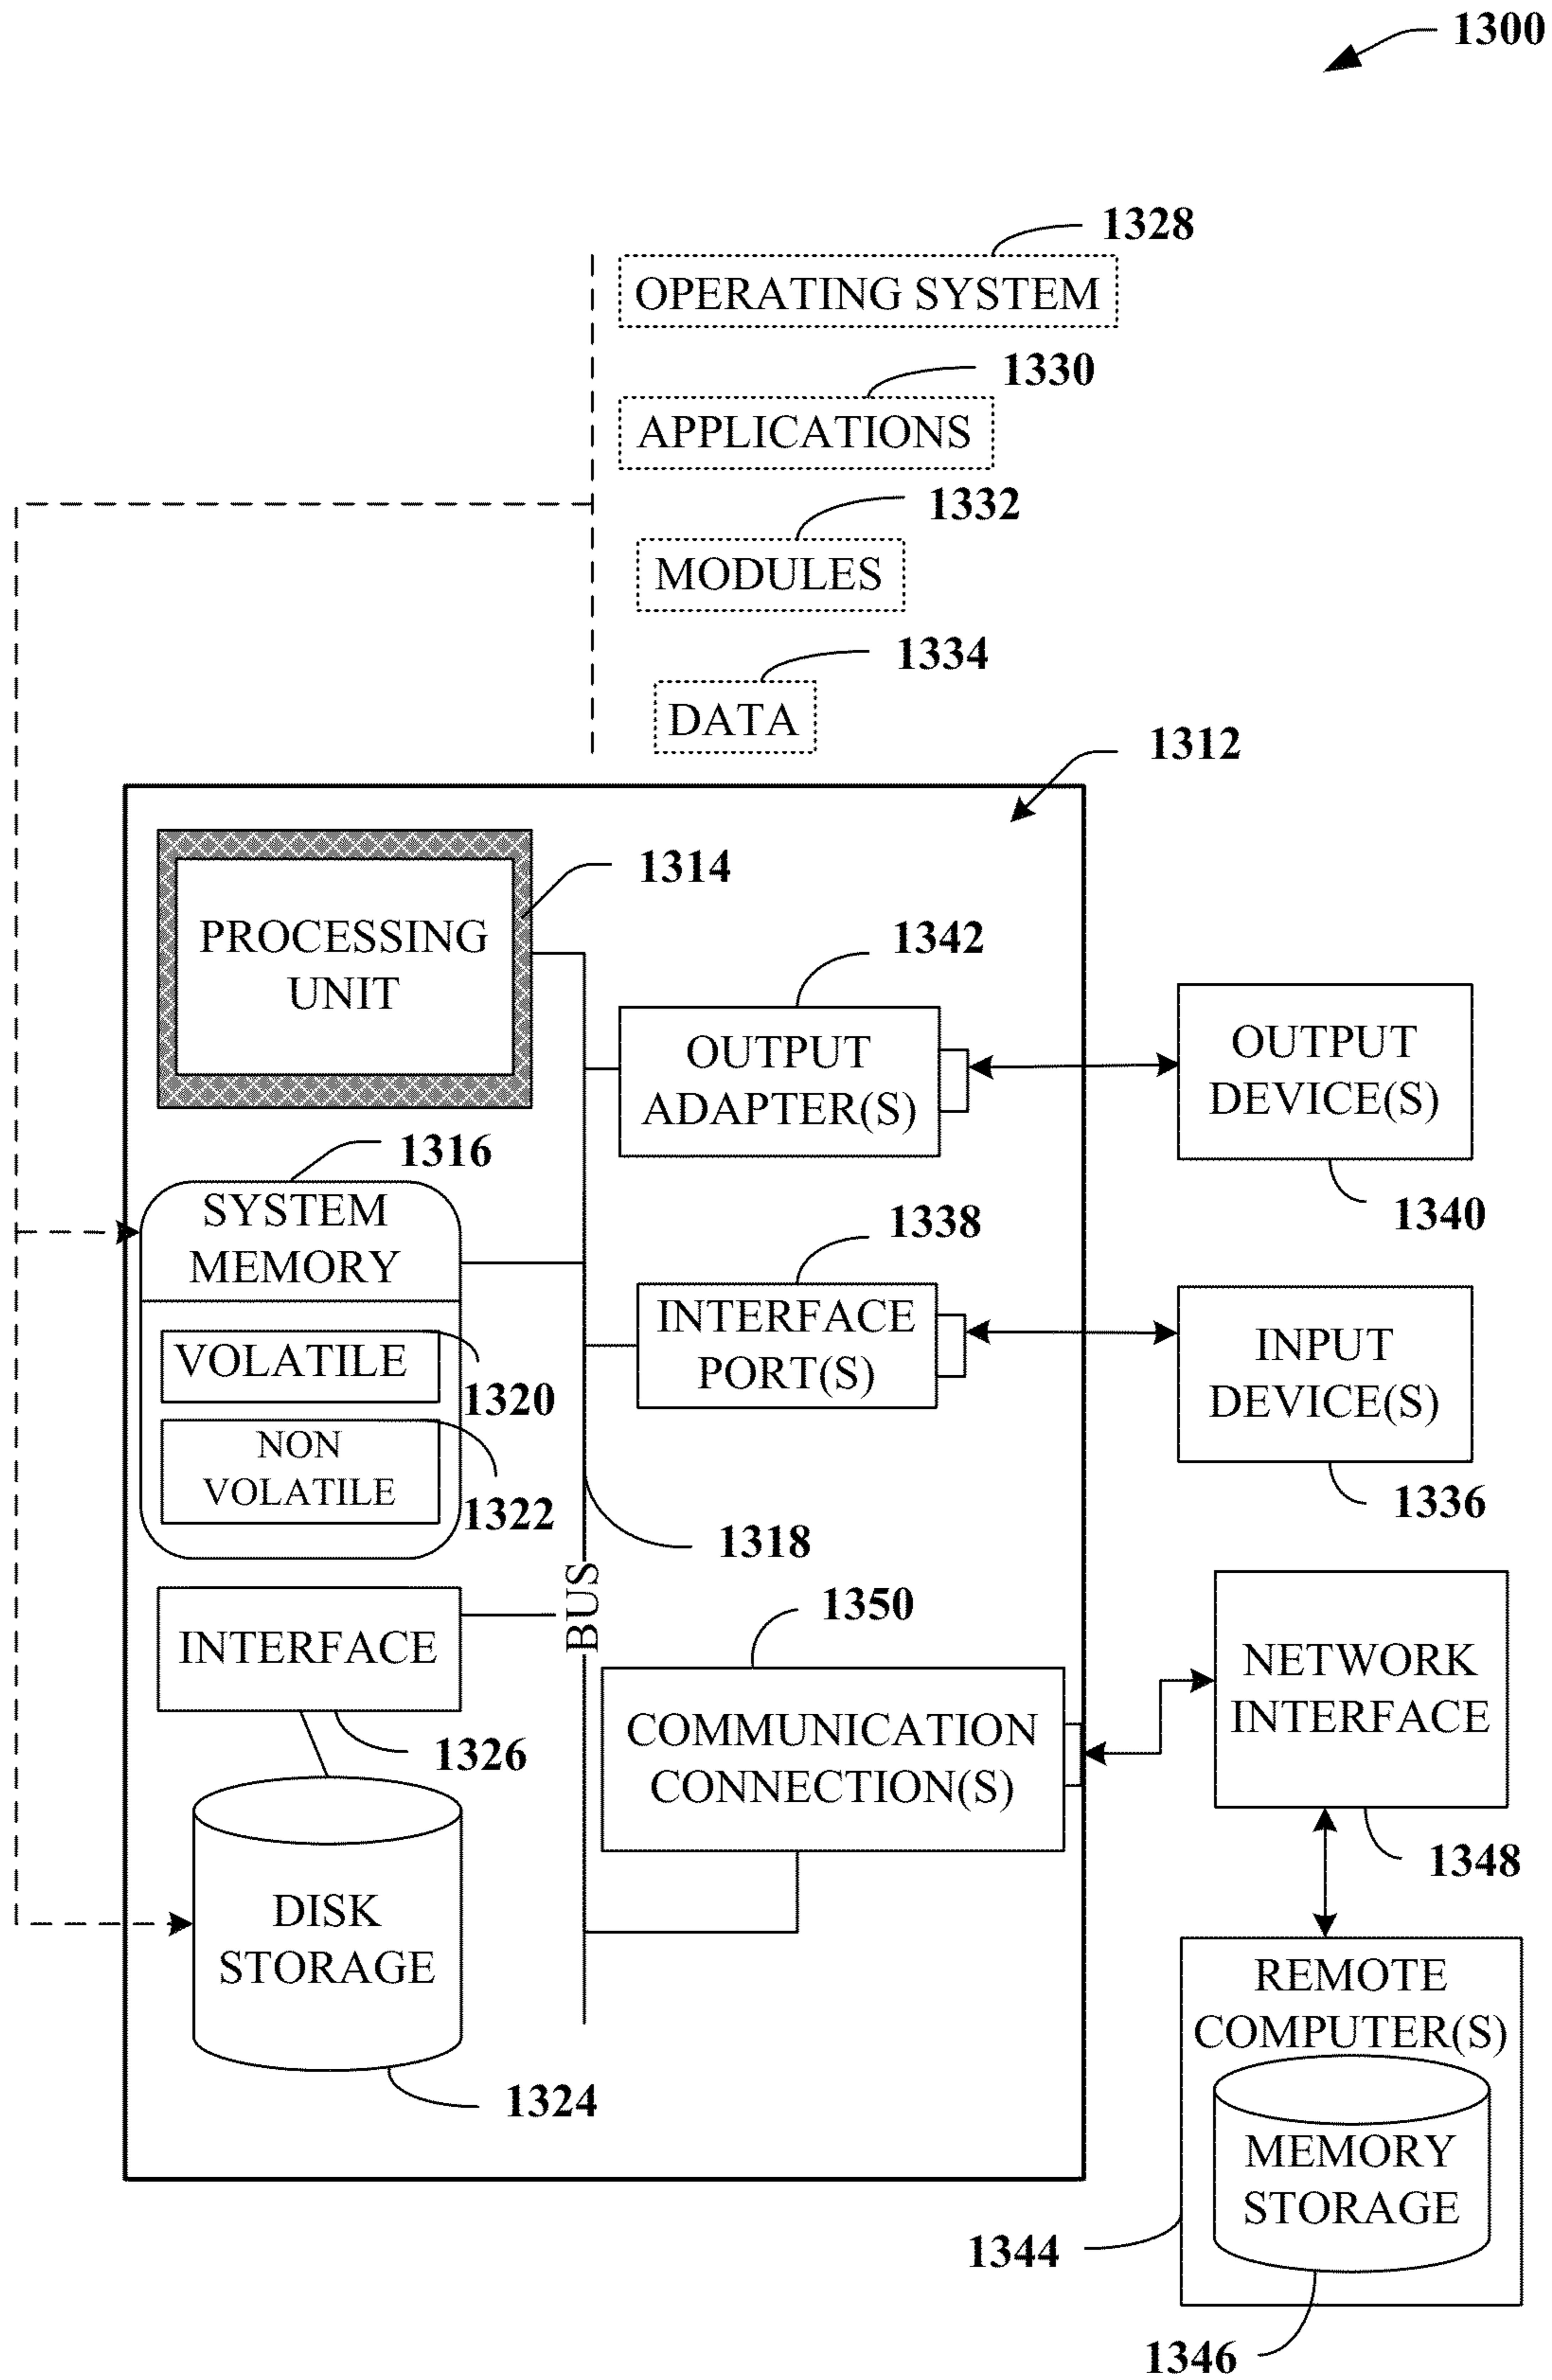 1300
1328
OPERATING SYSTEM
1330
APPLICATIONS
1332
MODULES
1334
DATA
1312
1314
PROCESSING
UNIT
1342
OUTPUT
ADAPTER(S)
OUTPUT
DEVICE(S)
1340
1316
SYSTEM
MEMORY
1338
INTERFACE
PORT(S)
INPUT
DEVICE(S)
1336
VOLATILE
1320
NON
VOLATILE
1322
1318
BUS
INTERFACE
1326
1350
COMMUNICATION
CONNECTION(S)
NETWORK
INTERFACE
1348
DISK
STORAGE
1324
REMOTE
COMPUTER(S)
MEMORY
STORAGE
1344
1346